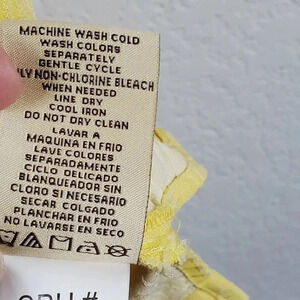 MACHINE WASH COLD
WASH COLORS
SEPARATELY
GENTLE CYCLE
LY NON-CHLORINE BLEACH
WHEN NEEDED
LINE DRY
COOL IRON
DO NOT DRY CLEAN
LAVAR A
MAQUINA EN FRIO
LAVE COLORES
SEPARADAMENTE
CICLO DELICADO
BLANQUEADOR SIN
CLORO SI NECESARIO
SECAR COLGADO
PLANCHAR EN FRIO
NO LAVARSE EN SECO